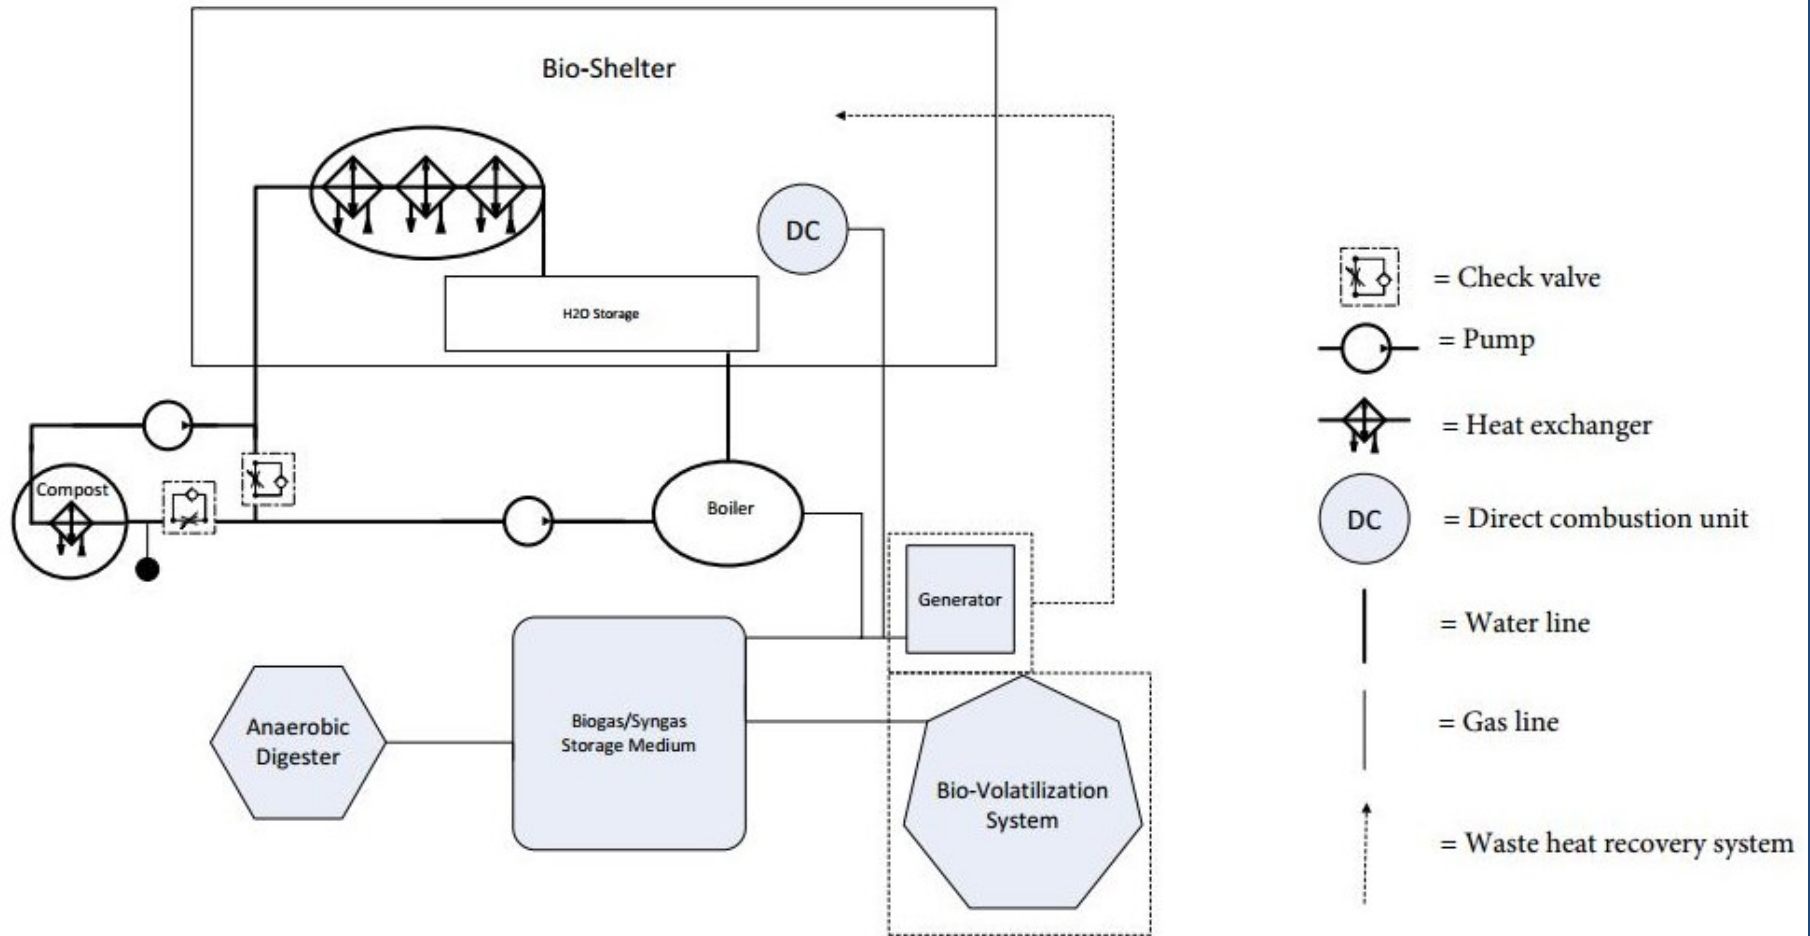 Bio-Shelter
DC
H2O Storage
Compost
Boiler
Generator
Anaerobic
Digester
Biogas/Syngas
Storage Medium
Bio-Volatilization
System
= Check valve
= Pump
= Heat exchanger
DC
= Direct combustion unit
= Water line
= Gas line
= Waste heat recovery system